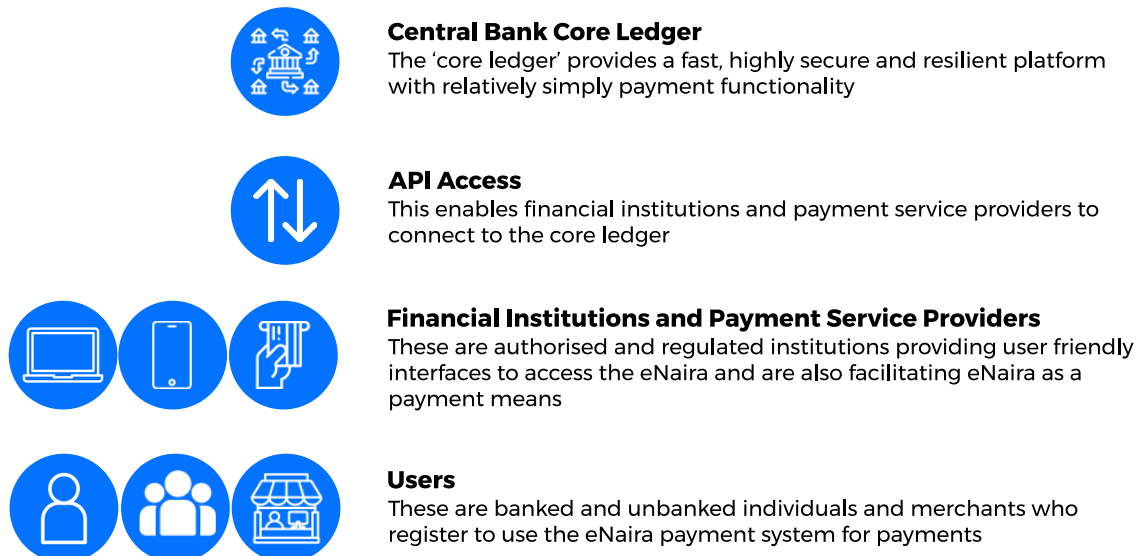 Central Bank Core Ledger
The ‘core ledger’ provides a fast, highly secure and resilient platform
with relatively simply payment functionality
API Access
This enables financial institutions and payment service providers to
connect to the core ledger
Financial Institutions and Payment Service Providers
These are authorised and regulated institutions providing user friendly
interfaces to access the eNaira and are also facilitating eNaira as a
payment means
Users
These are banked and unbanked individuals and merchants who
register to use the eNaira payment system for payments